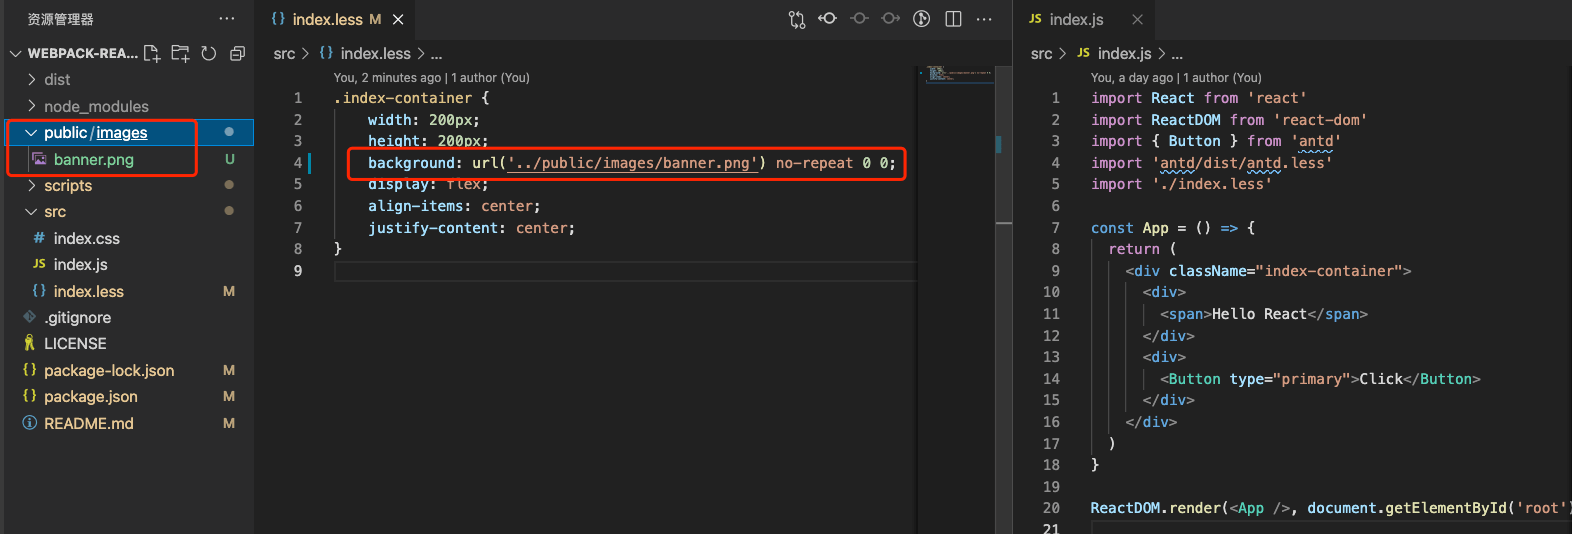 资源管理器 ...
WEBPACK-REA...
dist
node_modules
public/images
banner.png U
scripts
src
# index.css
JS index.js
{} index.less M
.gitignore
LICENSE
{} package-lock.json M
{} package.json M
README.md M
{} index.less M ×
src > {} index.less > ...
You, 2 minutes ago | 1 author (You)
1 .index-container {
2 width: 200px;
3 height: 200px;
4 background: url('../public/images/banner.png') no-repeat 0 0;
5 display: flex;
6 align-items: center;
7 justify-content: center;
8 }
9
JS index.js ×
src > JS index.js > ...
You, a day ago | 1 author (You)
1 import React from 'react'
2 import ReactDOM from 'react-dom'
3 import { Button } from 'antd'
4 import 'antd/dist/antd.less'
5 import './index.less'
6
7 const App = () => {
8 return (
9 <div className="index-container">
10 <div>
11 <span>Hello React</span>
12 </div>
13 <div>
14 <Button type="primary">Click</Button>
15 </div>
16 </div>
17 )
18 }
19
20 ReactDOM.render(<App />, document.getElementById('root')
21